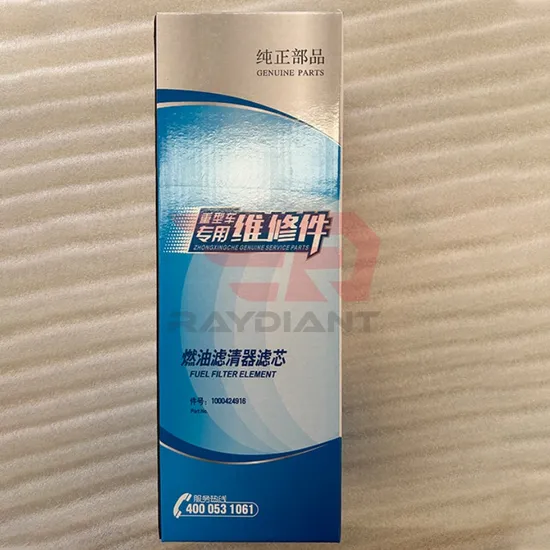 纯正部品
GENUINE PARTS
重型车
专用
维修件
ZHONGXINGCHE GENUINE SERVICE PARTS
RAYDIANT
燃油滤清器滤芯
FUEL FILTER ELEMENT
件号：1000424916
Part No.
服务热线
400 053 1061